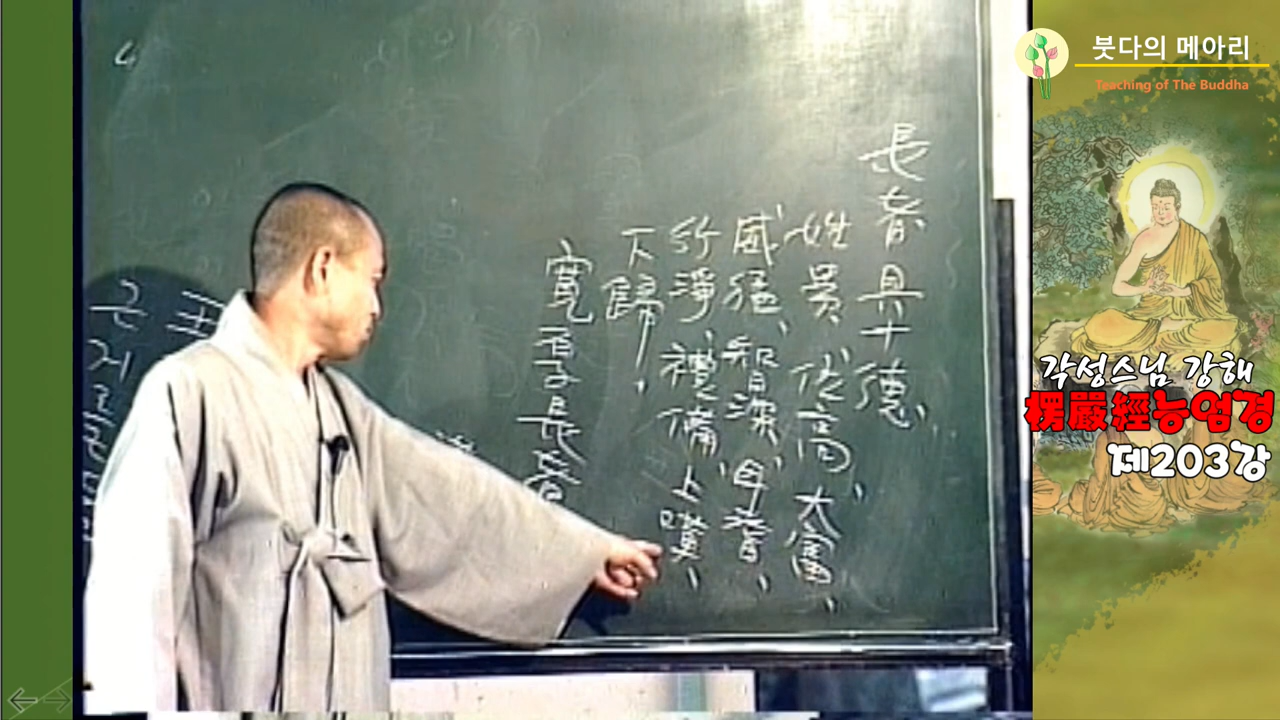 붓다의 메아리
Teaching of The Buddha
각성스님 강해
楞嚴經능엄경
제203강
長者具十德,
姓貴、位高、大富、
威猛、智深、年耆、
行淨、禮備、上嘆、
下歸、
寬
長者
근